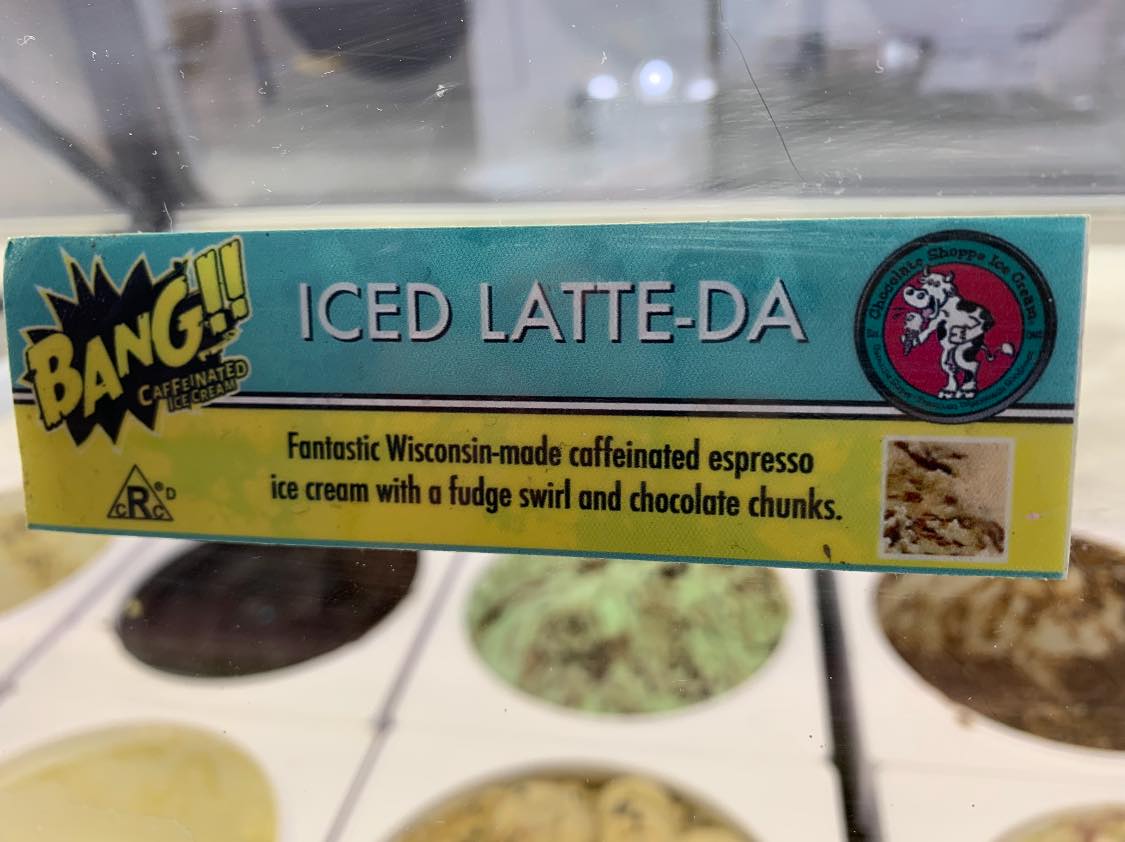 BANG!!
CAFFEINATED
ICE CREAM
ICED LATTE-DA
Chocolate Shoppe Ice Cream
Fantastic Wisconsin-made caffeinated espresso
ice cream with a fudge swirl and chocolate chunks.
cRc® D